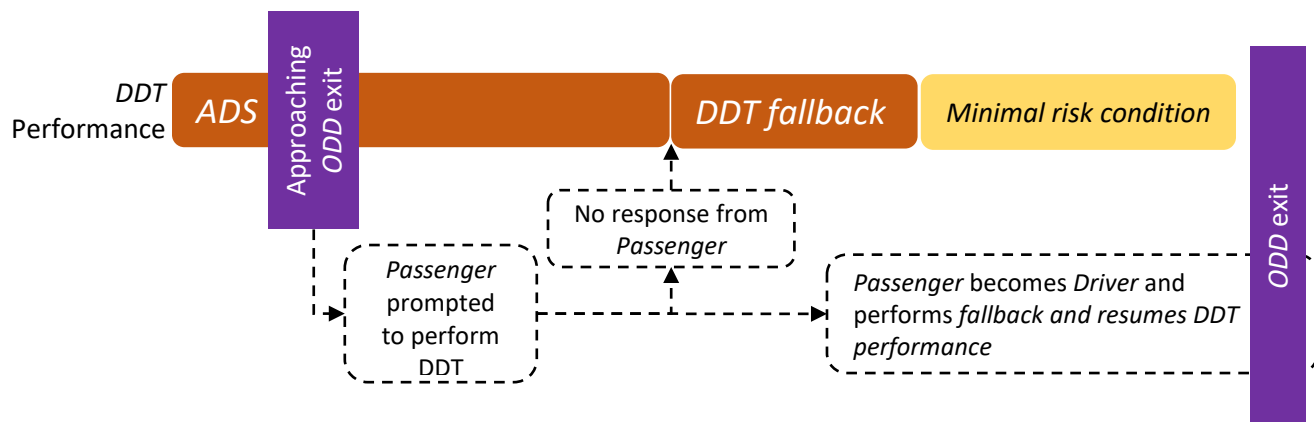 DDT
Performance
ADS
Approaching
ODD exit
DDT fallback
Minimal risk condition
No response from
Passenger
Passenger
prompted
to perform
DDT
Passenger becomes Driver and
performs fallback and resumes DDT
performance
ODD exit